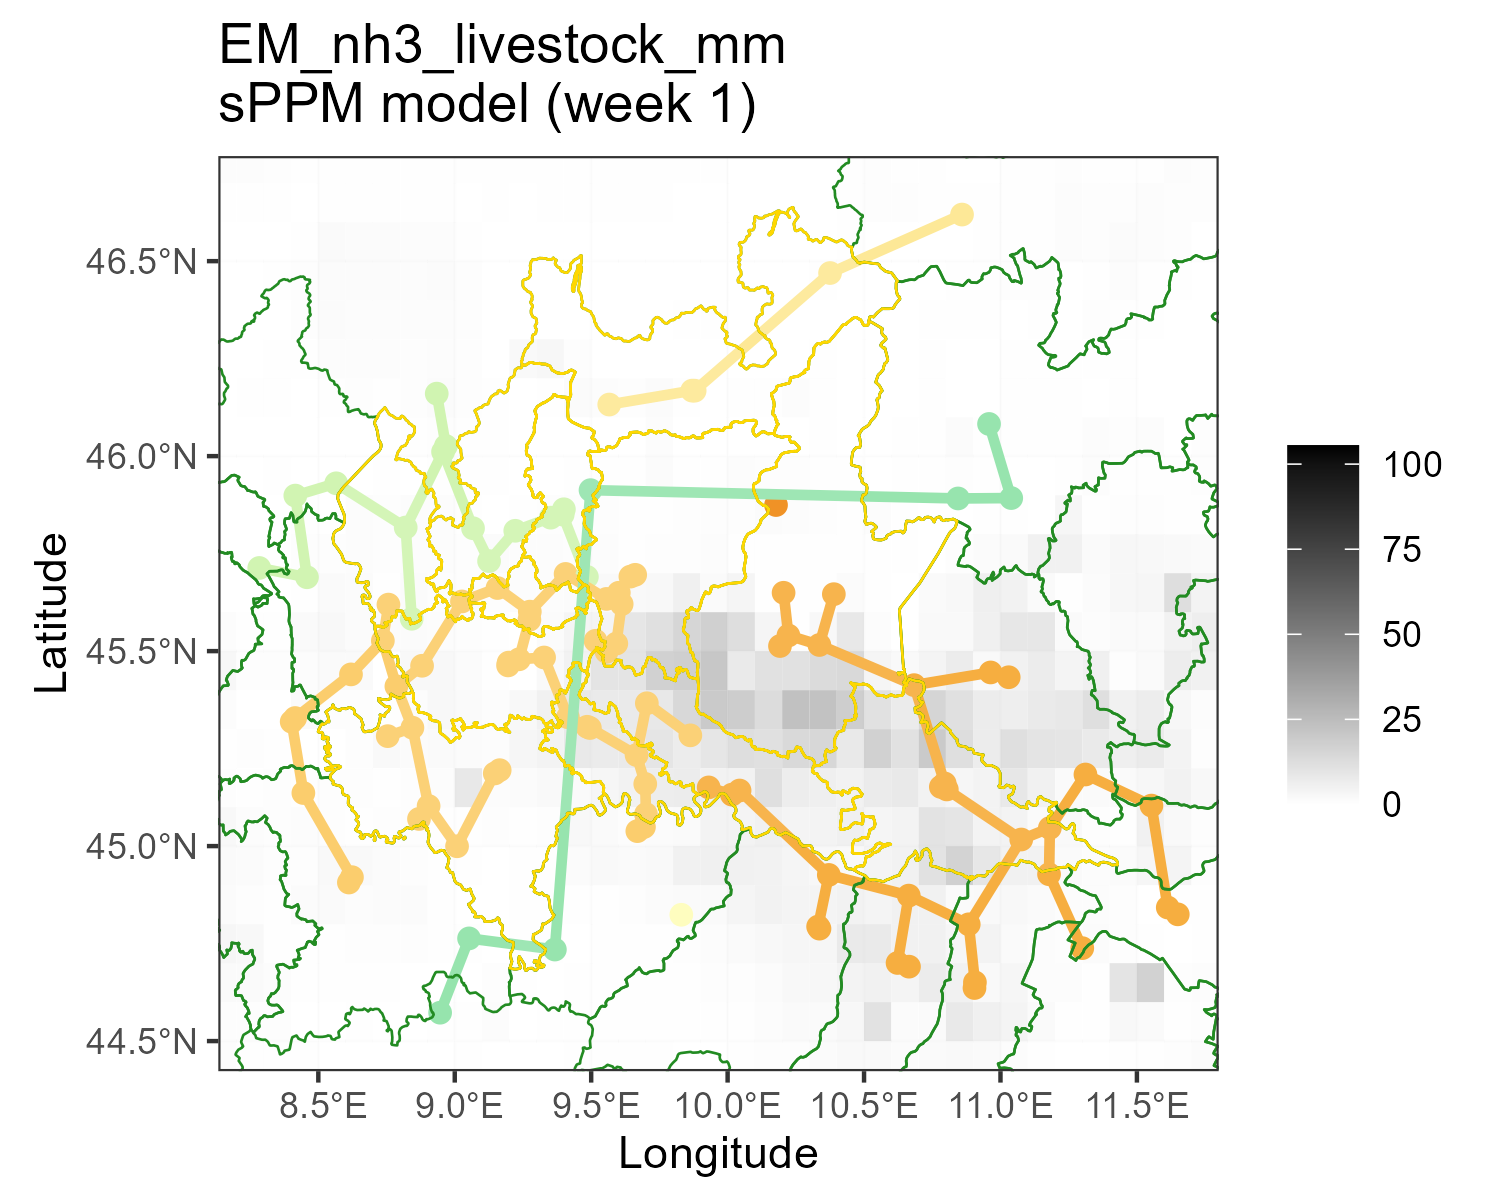 EM_nh3_livestock_mm
sPPM model (week 1)
46.5°N
46.0°N
45.5°N
45.0°N
44.5°N
Latitude
8.5°E
9.0°E
9.5°E
10.0°E
10.5°E
11.0°E
11.5°E
Longitude
100
75
50
25
0